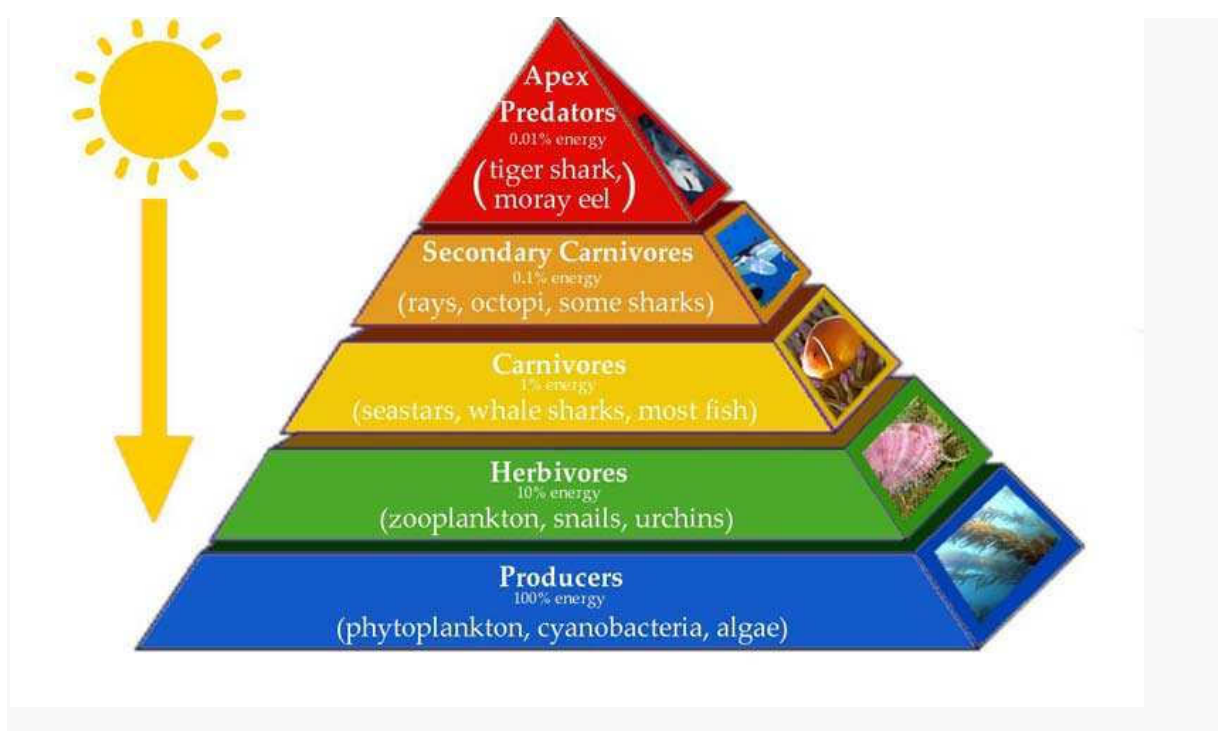 Apex
Predators
0.01% energy
(tiger shark,
moray eel)
Secondary Carnivores
0.1% energy
(rays, octopi, some sharks)
Carnivores
1% energy
(seastars, whale sharks, most fish)
Herbivores
10% energy
(zooplankton, snails, urchins)
Producers
100% energy
(phytoplankton, cyanobacteria, algae)